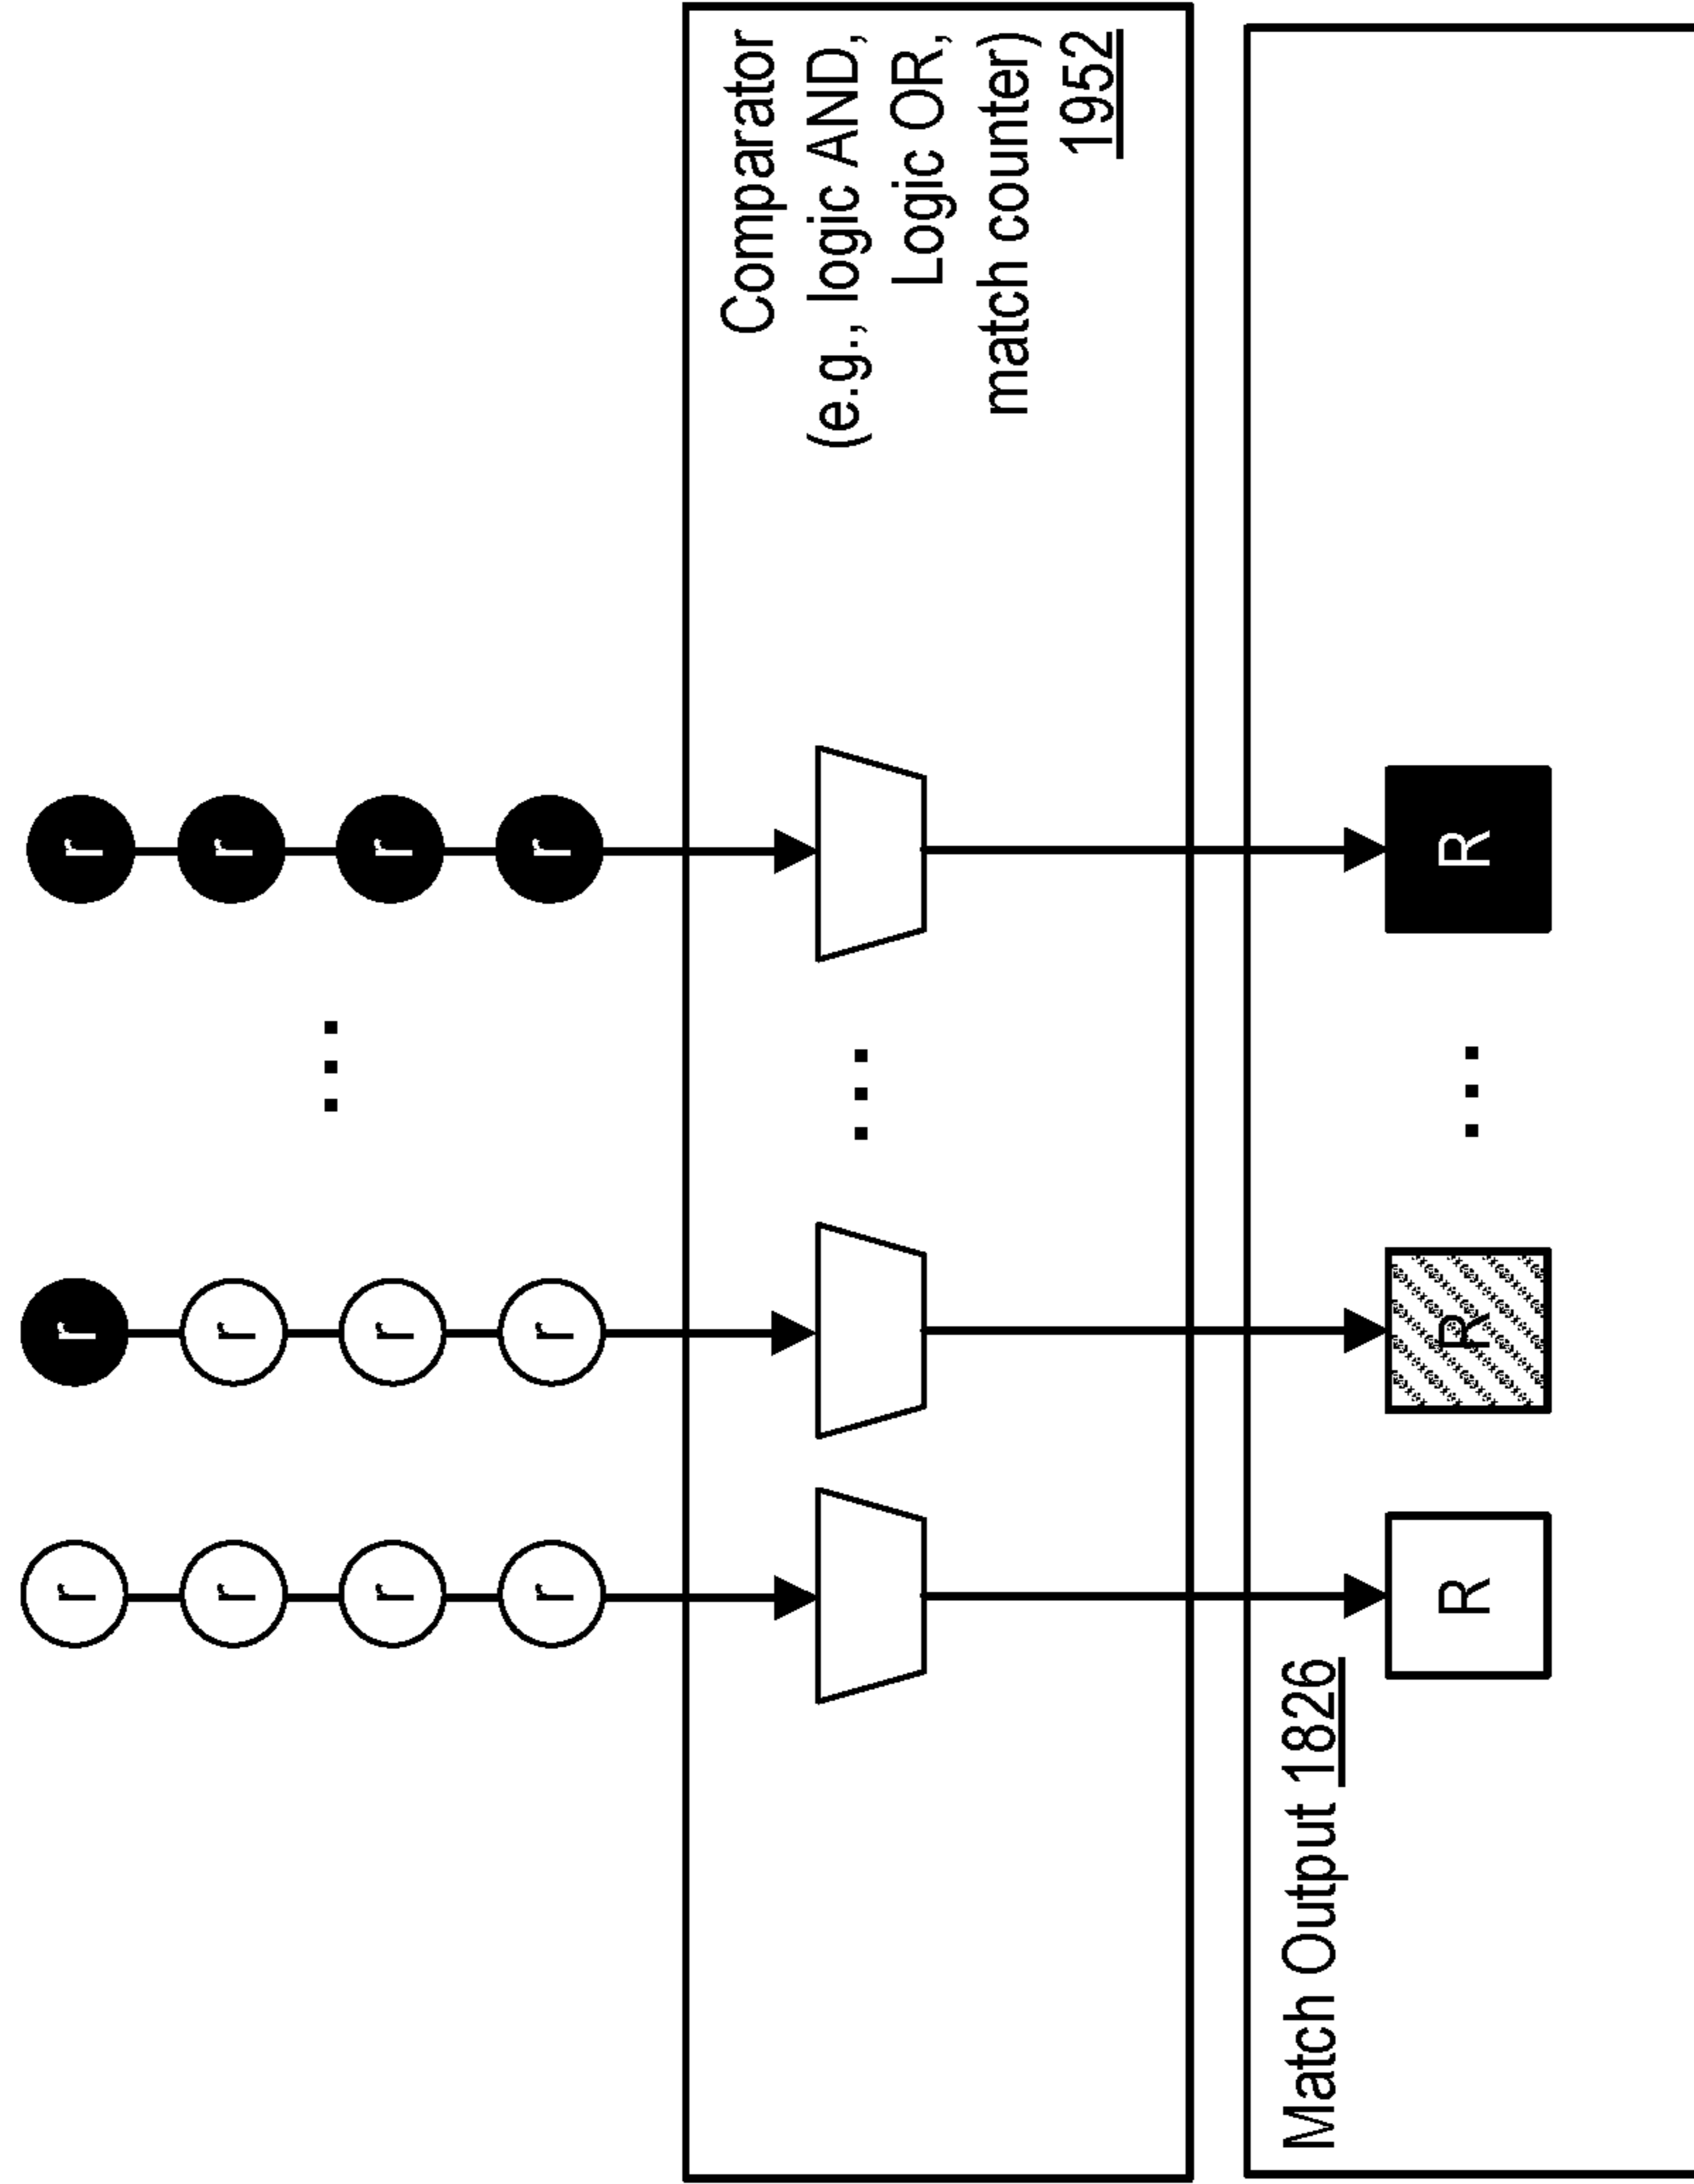 r r r
r r r
...
r r r
r r r
Comparator
(e.g., logic AND,
Logic OR,
match counter)
1952
...
Match Output 1826
R R ... R